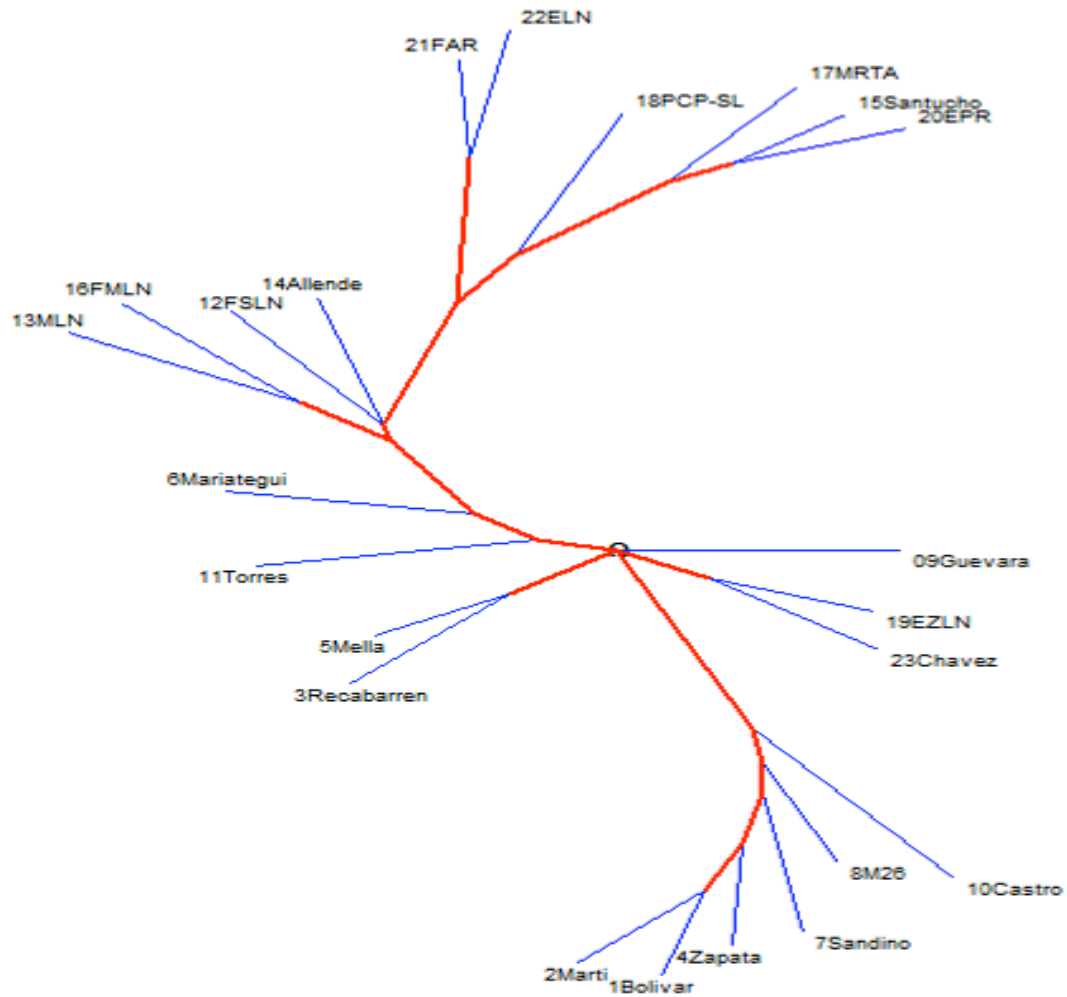 22ELN
21FAR
17MRTA
18PCP-SL
15Santucho
20EPR
14Allende
16FMLN
12FSLN
13MLN
6Mariategui
09Guevara
11Torres
19EZLN
5Mella
23Chavez
3Recabarren
8M26
10Castro
7Sandino
4Zapata
2Marti
1Bolivar